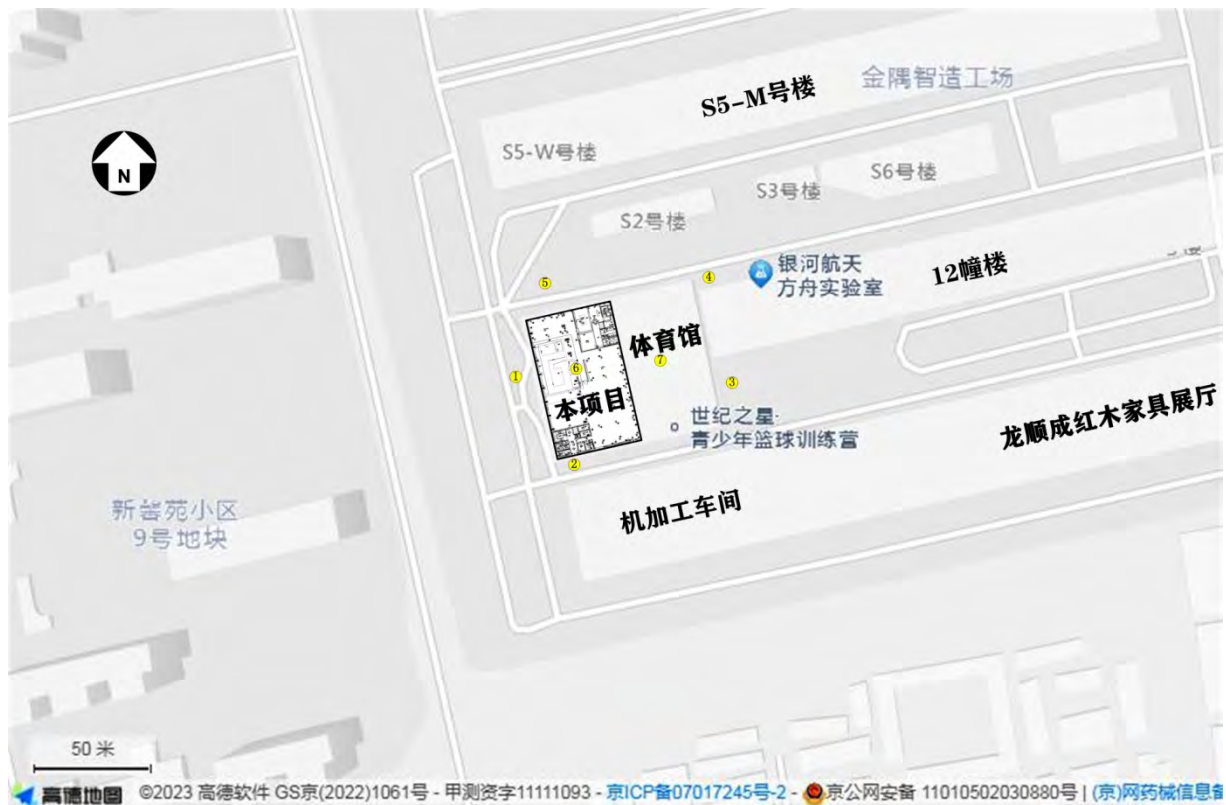 S5-M号楼
金隅智造工场
S5-W号楼
S6号楼
S3号楼
S2号楼
N
银河航天
方舟实验室
12幢楼
⑤
④
体育馆
①
⑥
⑦
③
本项目
世纪之星·
青少年篮球训练营
龙顺成红木家具展厅
②
机加工车间
新馨苑小区
9号地块
50 米
高德地图 ©2023 高德软件 GS京(2022)1061号 - 甲测资字11111093 - 京ICP备07017245号-2 - 京公网安备 11010502030880号 | (京)网药械信息备